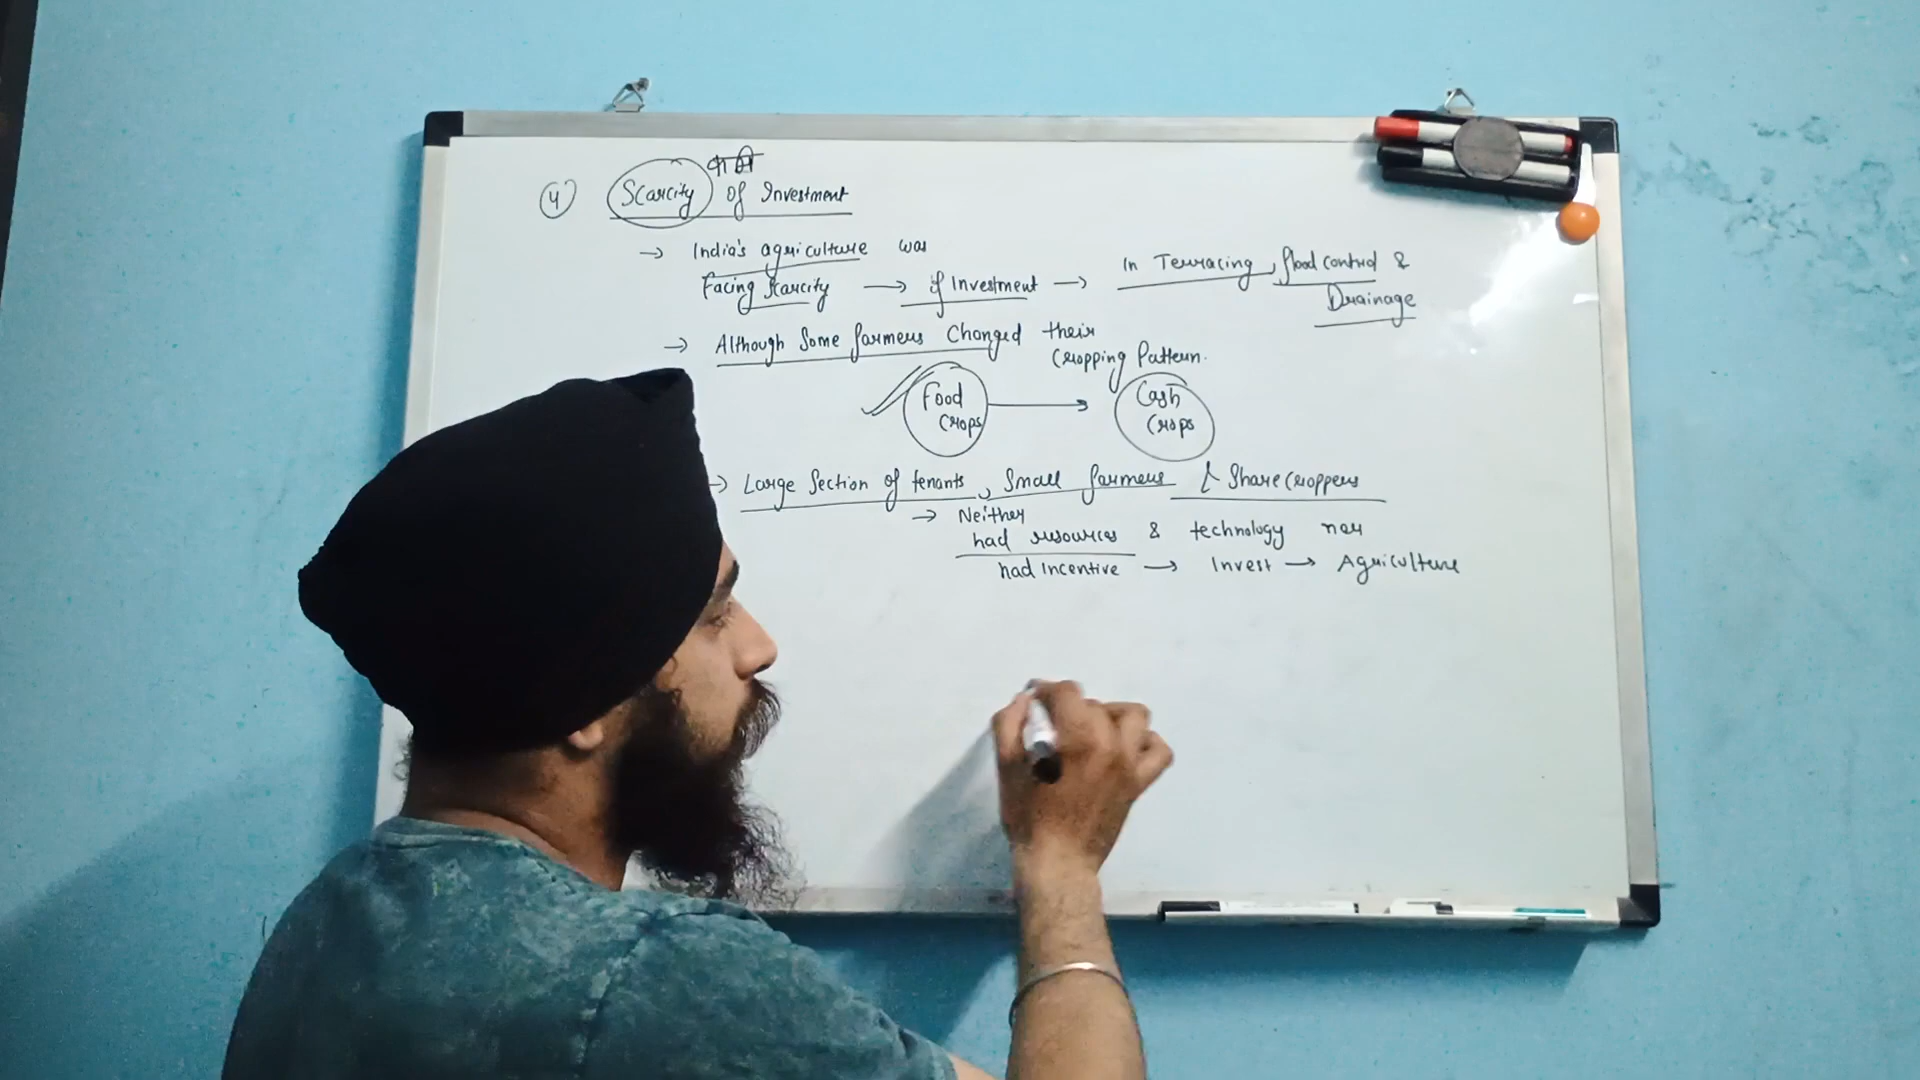 कमी
4 Scarcity of Investment
→ India's agriculture was
Facing Scarcity → of Investment → In Terracing, flood control &
Drainage
→ Although Some farmers Changed their
Cropping Pattern.
Food Crops → Cash Crops
→ Large Section of tenants, Small farmers & Sharecroppers
→ Neither
had resources & technology nor
had incentive → Invest → Agriculture